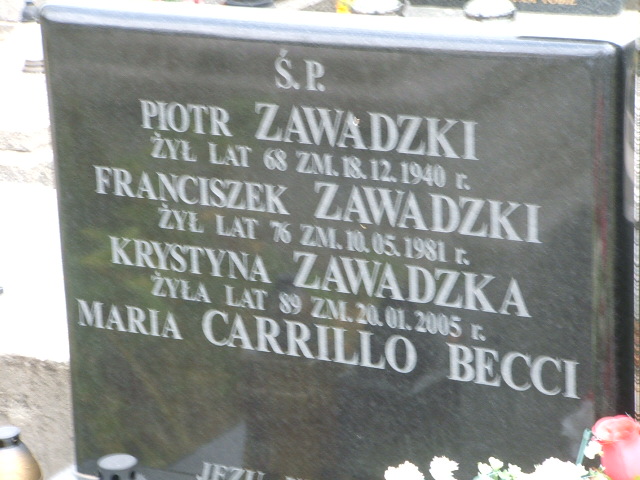 Ś.P.
PIOTR ZAWADZKI
ŻYŁ LAT 68 ZM.18.12.1940 r.
FRANCISZEK ZAWADZKI
ŻYŁ LAT 76 ZM.10.05.1981 r.
KRYSTYNA ZAWADZKA
ŻYŁA LAT 89 ZM.20.01.2005 r.
MARIA CARRILLO BECCI
JEZU